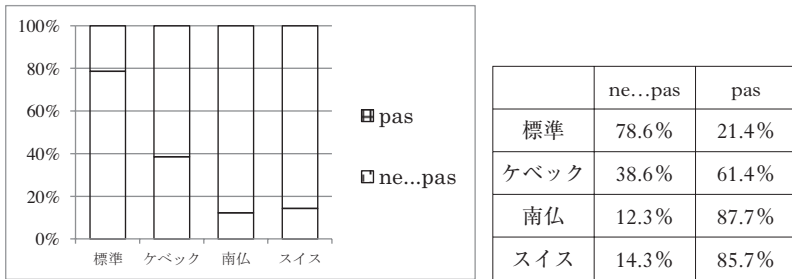 100%
80%
60%
40%
20%
0%
標準 ケベック 南仏 スイス
pas
ne...pas
ne…pas pas
標準 78.6% 21.4%
ケベック 38.6% 61.4%
南仏 12.3% 87.7%
スイス 14.3% 85.7%